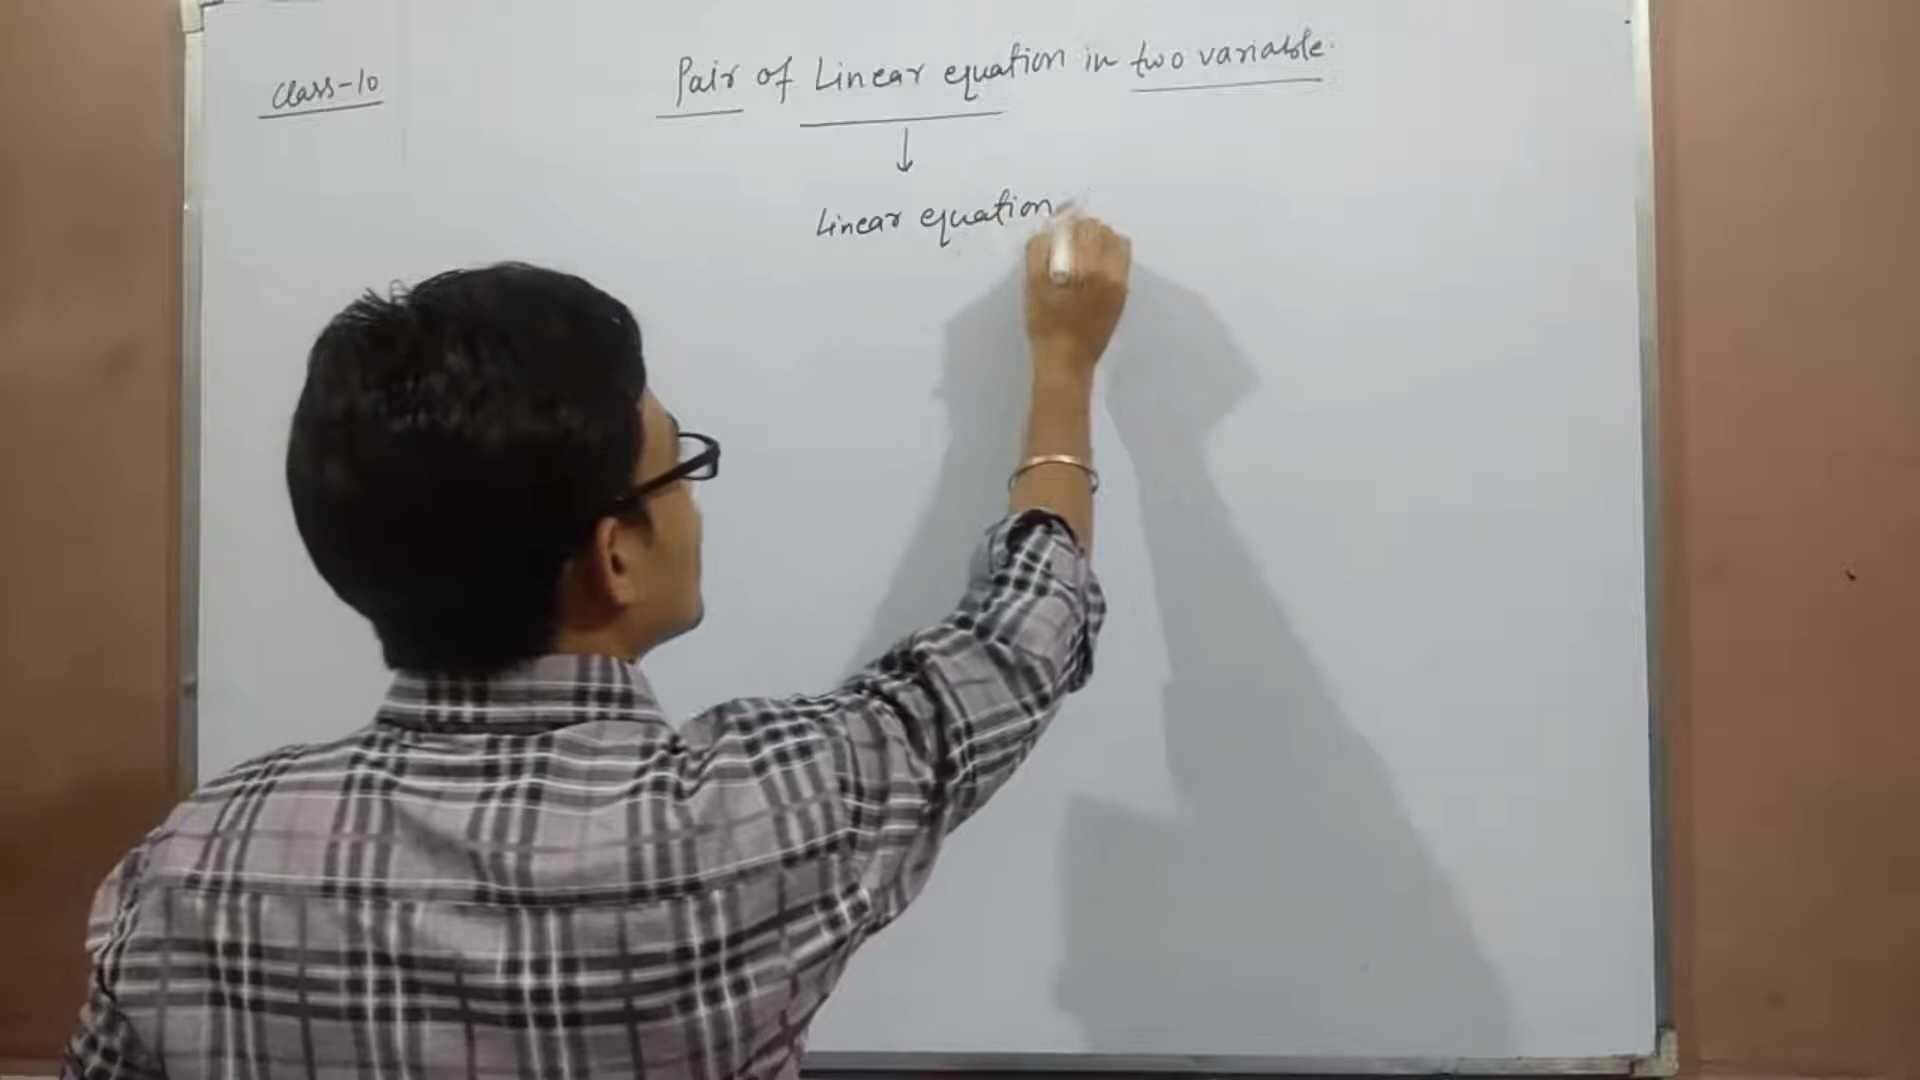 Class-10
Pair of Linear equation in two variable.
Linear equation